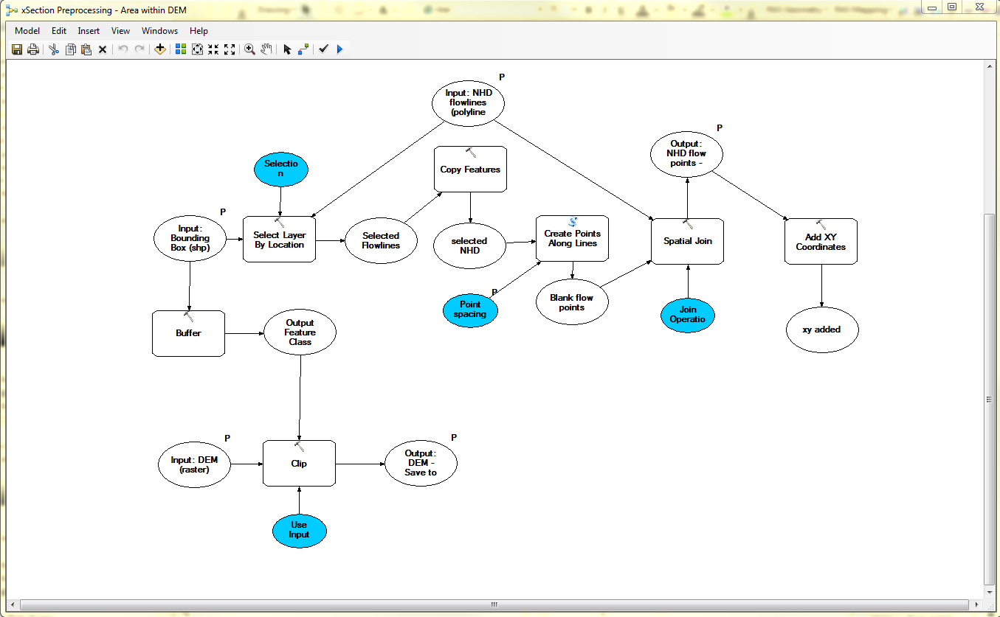 xSection Preprocessing - Area within DEM
Model Edit Insert View Windows Help
P
Input: NHD
flowlines
(polyline
P
Output:
NHD flow
points -
Selectio
n
Copy Features
P
Input:
Bounding
Box (shp)
Select Layer
By Location
Selected
Flowlines
selected
NHD
Create Points
Along Lines
Spatial Join
Add XY
Coordinates
P
Point
spacing
Blank flow
points
Join
Operatio
xy added
Buffer
Output
Feature
Class
P
Input: DEM
(raster)
Clip
P
Output:
DEM -
Save to
Use
Input